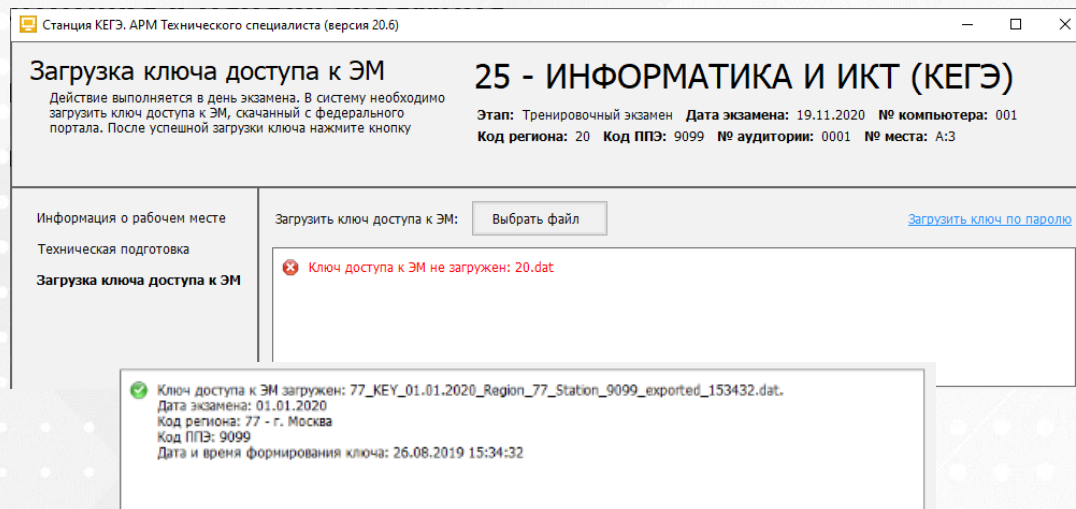 Станция КЕГЭ. АРМ Технического специалиста (версия 20.6)
Загрузка ключа доступа к ЭМ
Действие выполняется в день экзамена. В систему необходимо
загрузить ключ доступа к ЭМ, скачанный с федерального
портала. После успешной загрузки ключа нажмите кнопку
25 - ИНФОРМАТИКА И ИКТ (КЕГЭ)
Этап: Тренировочный экзамен Дата экзамена: 19.11.2020 № компьютера: 001
Код региона: 20 Код ППЭ: 9099 № аудитории: 0001 № места: А:3
Информация о рабочем месте
Техническая подготовка
Загрузка ключа доступа к ЭМ
Загрузить ключ доступа к ЭМ:
Выбрать файл
Загрузить ключ по паролю
Ключ доступа к ЭМ не загружен: 20.dat
Ключ доступа к ЭМ загружен: 77_KEY_01.01.2020_Region_77_Station_9099_exported_153432.dat.
Дата экзамена: 01.01.2020
Код региона: 77 - г. Москва
Код ППЭ: 9099
Дата и время формирования ключа: 26.08.2019 15:34:32